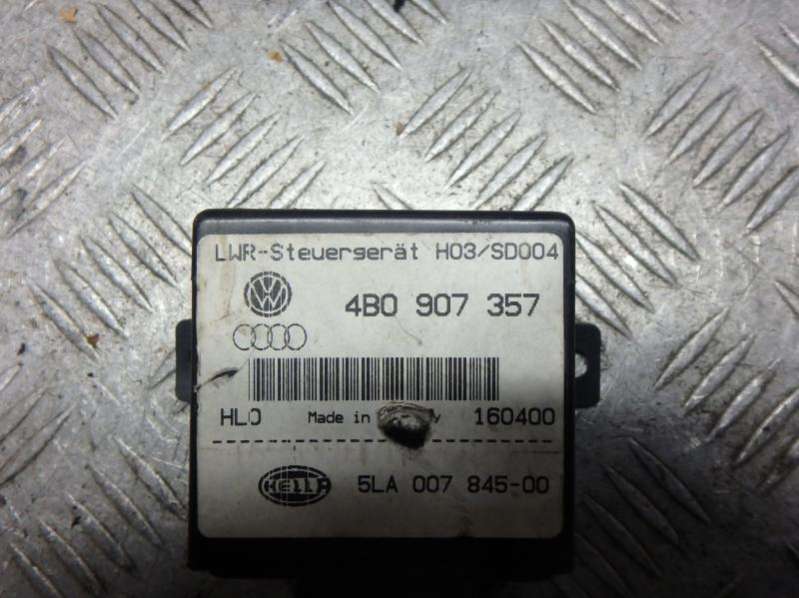 LWR-Steuergerät H03/SD004
4B0 907 357
HLO Made in 160400
HELLA 5LA 007 845-00